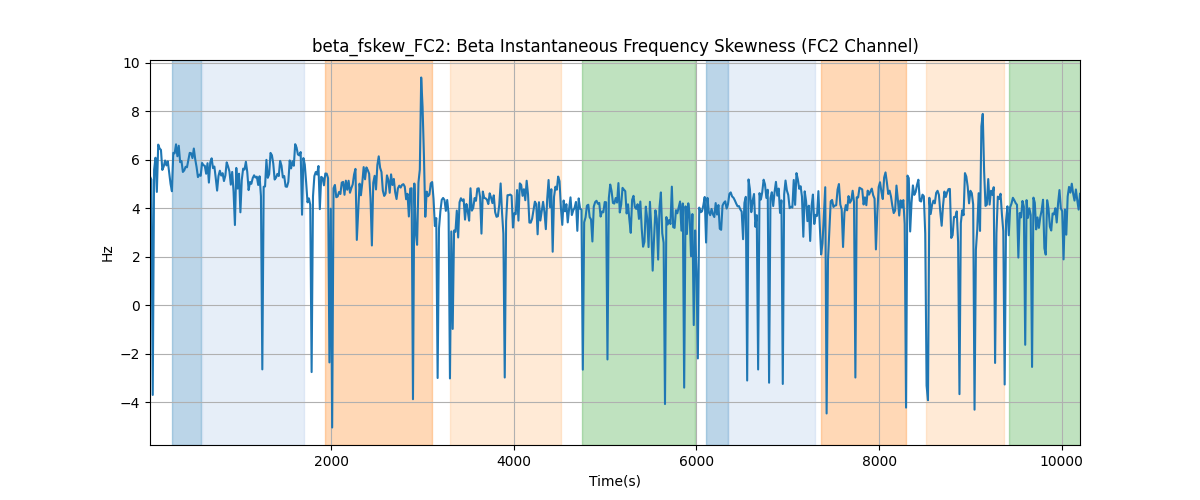 beta_fskew_FC2: Beta Instantaneous Frequency Skewness (FC2 Channel)
10
8
6
4
2
0
−2
−4
Hz
2000 4000 6000 8000 10000
Time(s)